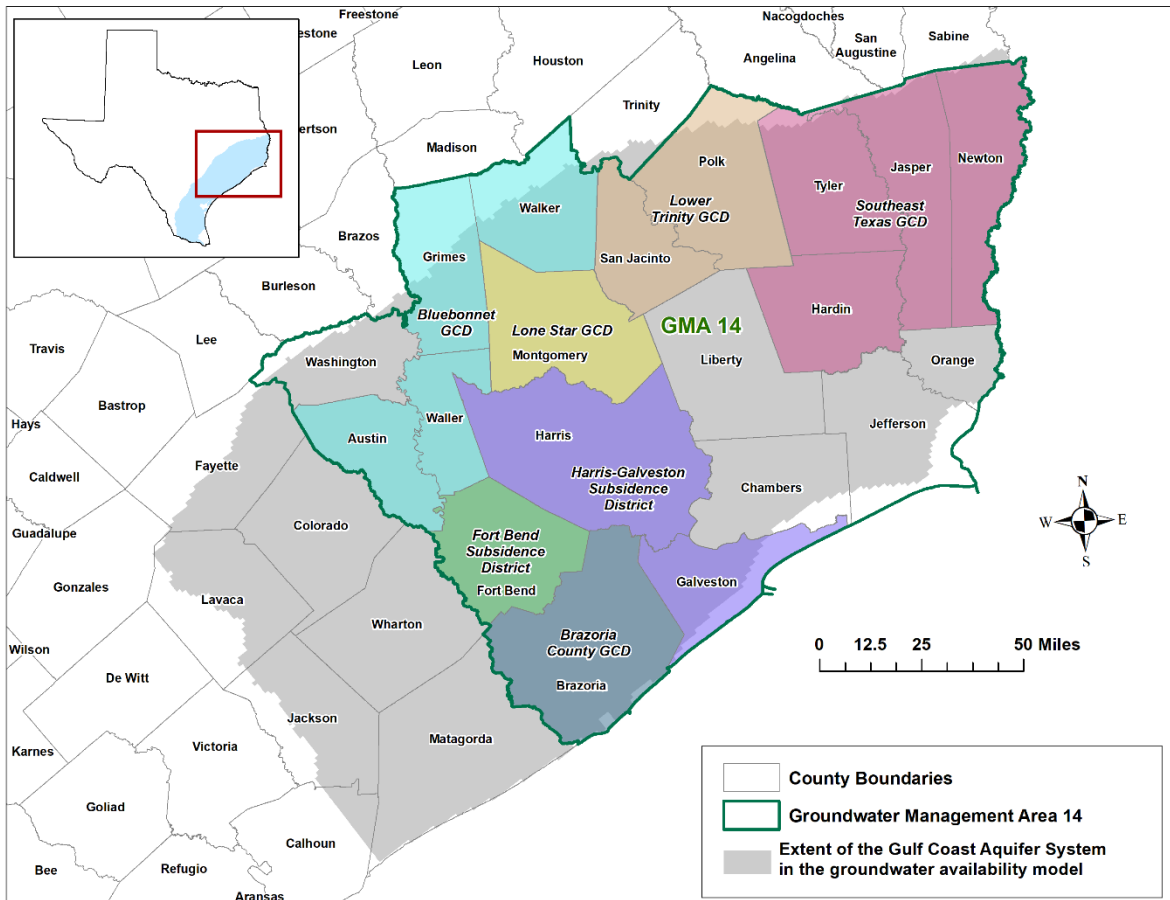 Freestone
estone
Leon
Houston
Nacogdoches
Angelina
San
Augustine
Sabine
Trinity
ertson
Madison
Brazos
Burleson
Lee
Travis
Bastrop
Hays
Caldwell
Guadalupe
Gonzales
Wilson
De Witt
Karnes
Victoria
Goliad
Bee
Refugio
Calhoun
Aransas
Walker
Grimes
Bluebonnet
GCD
Polk
Lower
Trinity GCD
San Jacinto
Tyler
Jasper
Newton
Southeast
Texas GCD
Hardin
Lone Star GCD
Montgomery
GMA 14
Liberty
Orange
Jefferson
Chambers
Washington
Austin
Waller
Harris
Harris-Galveston
Subsidence
District
Fayette
Colorado
Lavaca
Wharton
Jackson
Matagorda
Fort Bend
Subsidence
District
Fort Bend
Galveston
Brazoria
County GCD
Brazoria
N
W
E
S
0 12.5 25 50 Miles
County Boundaries
Groundwater Management Area 14
Extent of the Gulf Coast Aquifer System
in the groundwater availability model